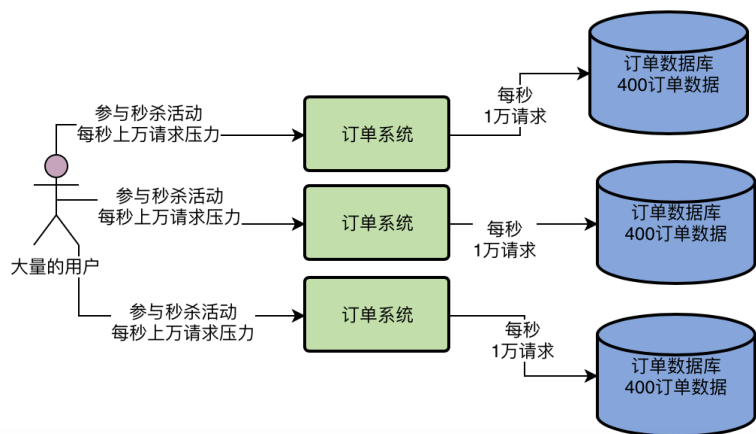 参与秒杀活动
每秒上万请求压力
订单系统
每秒
1万请求
订单数据库
400订单数据
参与秒杀活动
每秒上万请求压力
订单系统
每秒
1万请求
订单数据库
400订单数据
大量的用户
参与秒杀活动
每秒上万请求压力
订单系统
每秒
1万请求
订单数据库
400订单数据